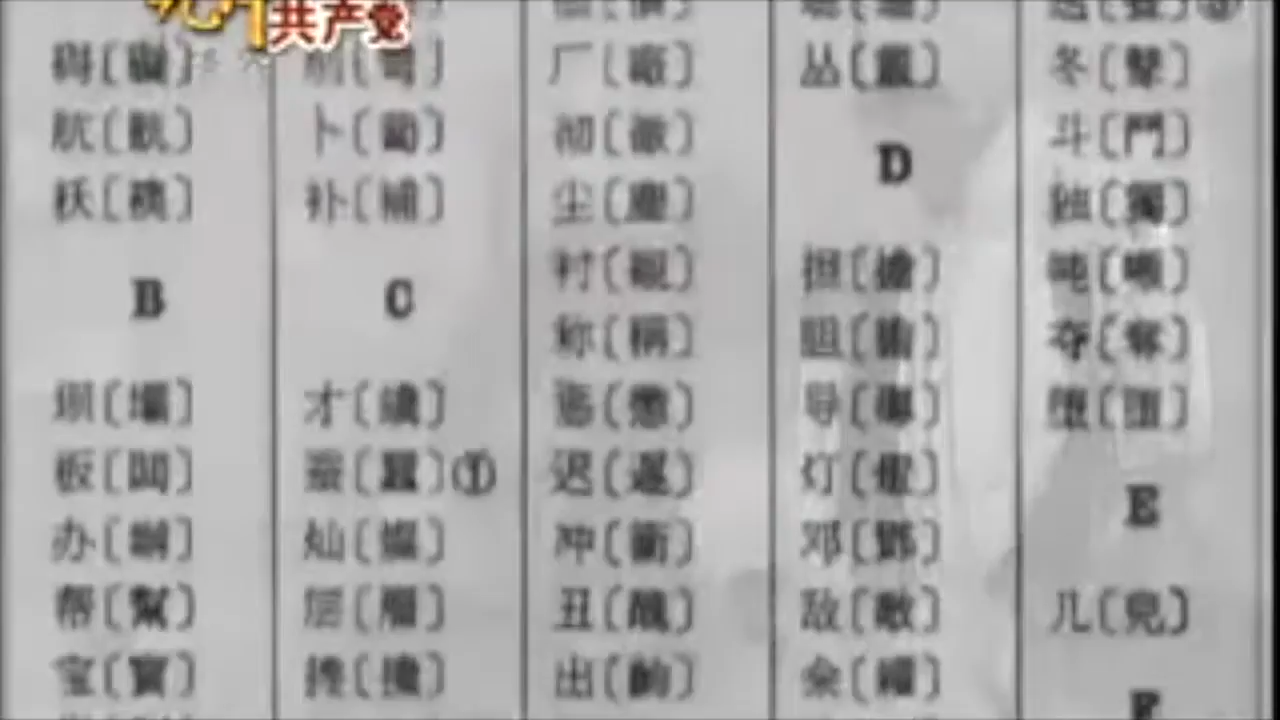 共产党
碍〔礙〕
肮〔骯〕
袄〔襖〕
B
坝〔壩〕
板〔闆〕
办〔辦〕
帮〔幫〕
宝〔寶〕
卜〔蔔〕
补〔補〕
C
才〔纔〕
蚕〔蠶〕①
灿〔燦〕
层〔層〕
搀〔攙〕
厂〔廠〕
彻〔徹〕
尘〔塵〕
衬〔襯〕
称〔稱〕
惩〔懲〕
迟〔遲〕
冲〔衝〕
丑〔醜〕
出〔齣〕
丛〔叢〕
D
担〔擔〕
胆〔膽〕
导〔導〕
灯〔燈〕
邓〔鄧〕
敌〔敵〕
籴〔糴〕
冬〔鼕〕
斗〔鬥〕
独〔獨〕
吨〔噸〕
夺〔奪〕
堕〔墮〕
E
儿〔兒〕
F